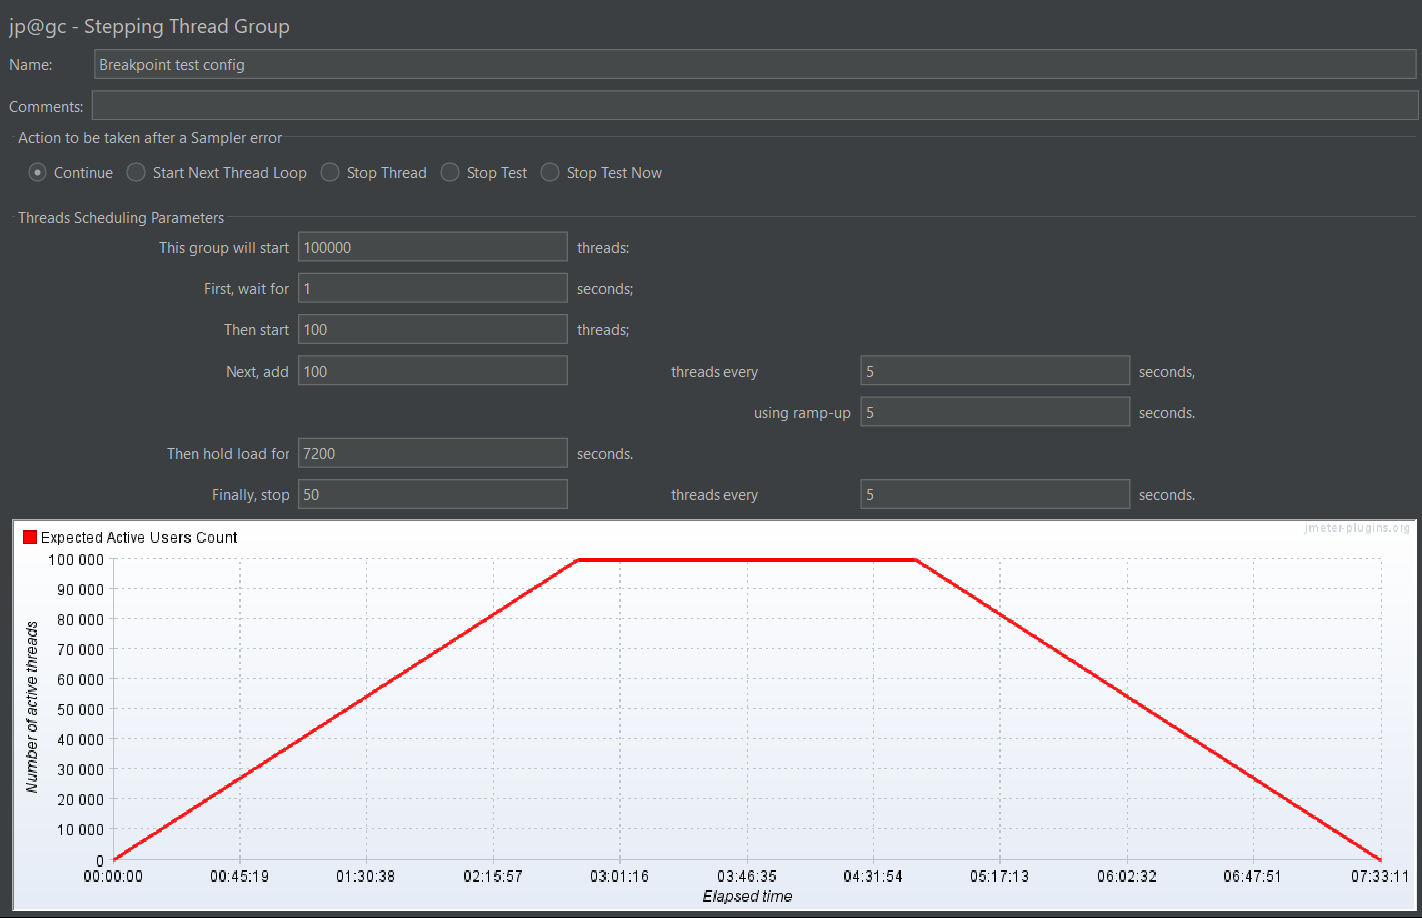 jp@gc - Stepping Thread Group
Name: Breakpoint test config
Comments:
Action to be taken after a Sampler error
Continue Start Next Thread Loop Stop Thread Stop Test Stop Test Now
Threads Scheduling Parameters
This group will start 100000 threads:
First, wait for 1 seconds;
Then start 100 threads;
Next, add 100 threads every 5 seconds,
using ramp-up 5 seconds.
Then hold load for 7200 seconds.
Finally, stop 50 threads every 5 seconds.
jmeter-plugins.org
Expected Active Users Count
100 000
90 000
80 000
70 000
60 000
50 000
40 000
30 000
20 000
10 000
0
Number of active threads
00:00:00 00:45:19 01:30:38 02:15:57 03:01:16 03:46:35 04:31:54 05:17:13 06:02:32 06:47:51 07:33:11
Elapsed time